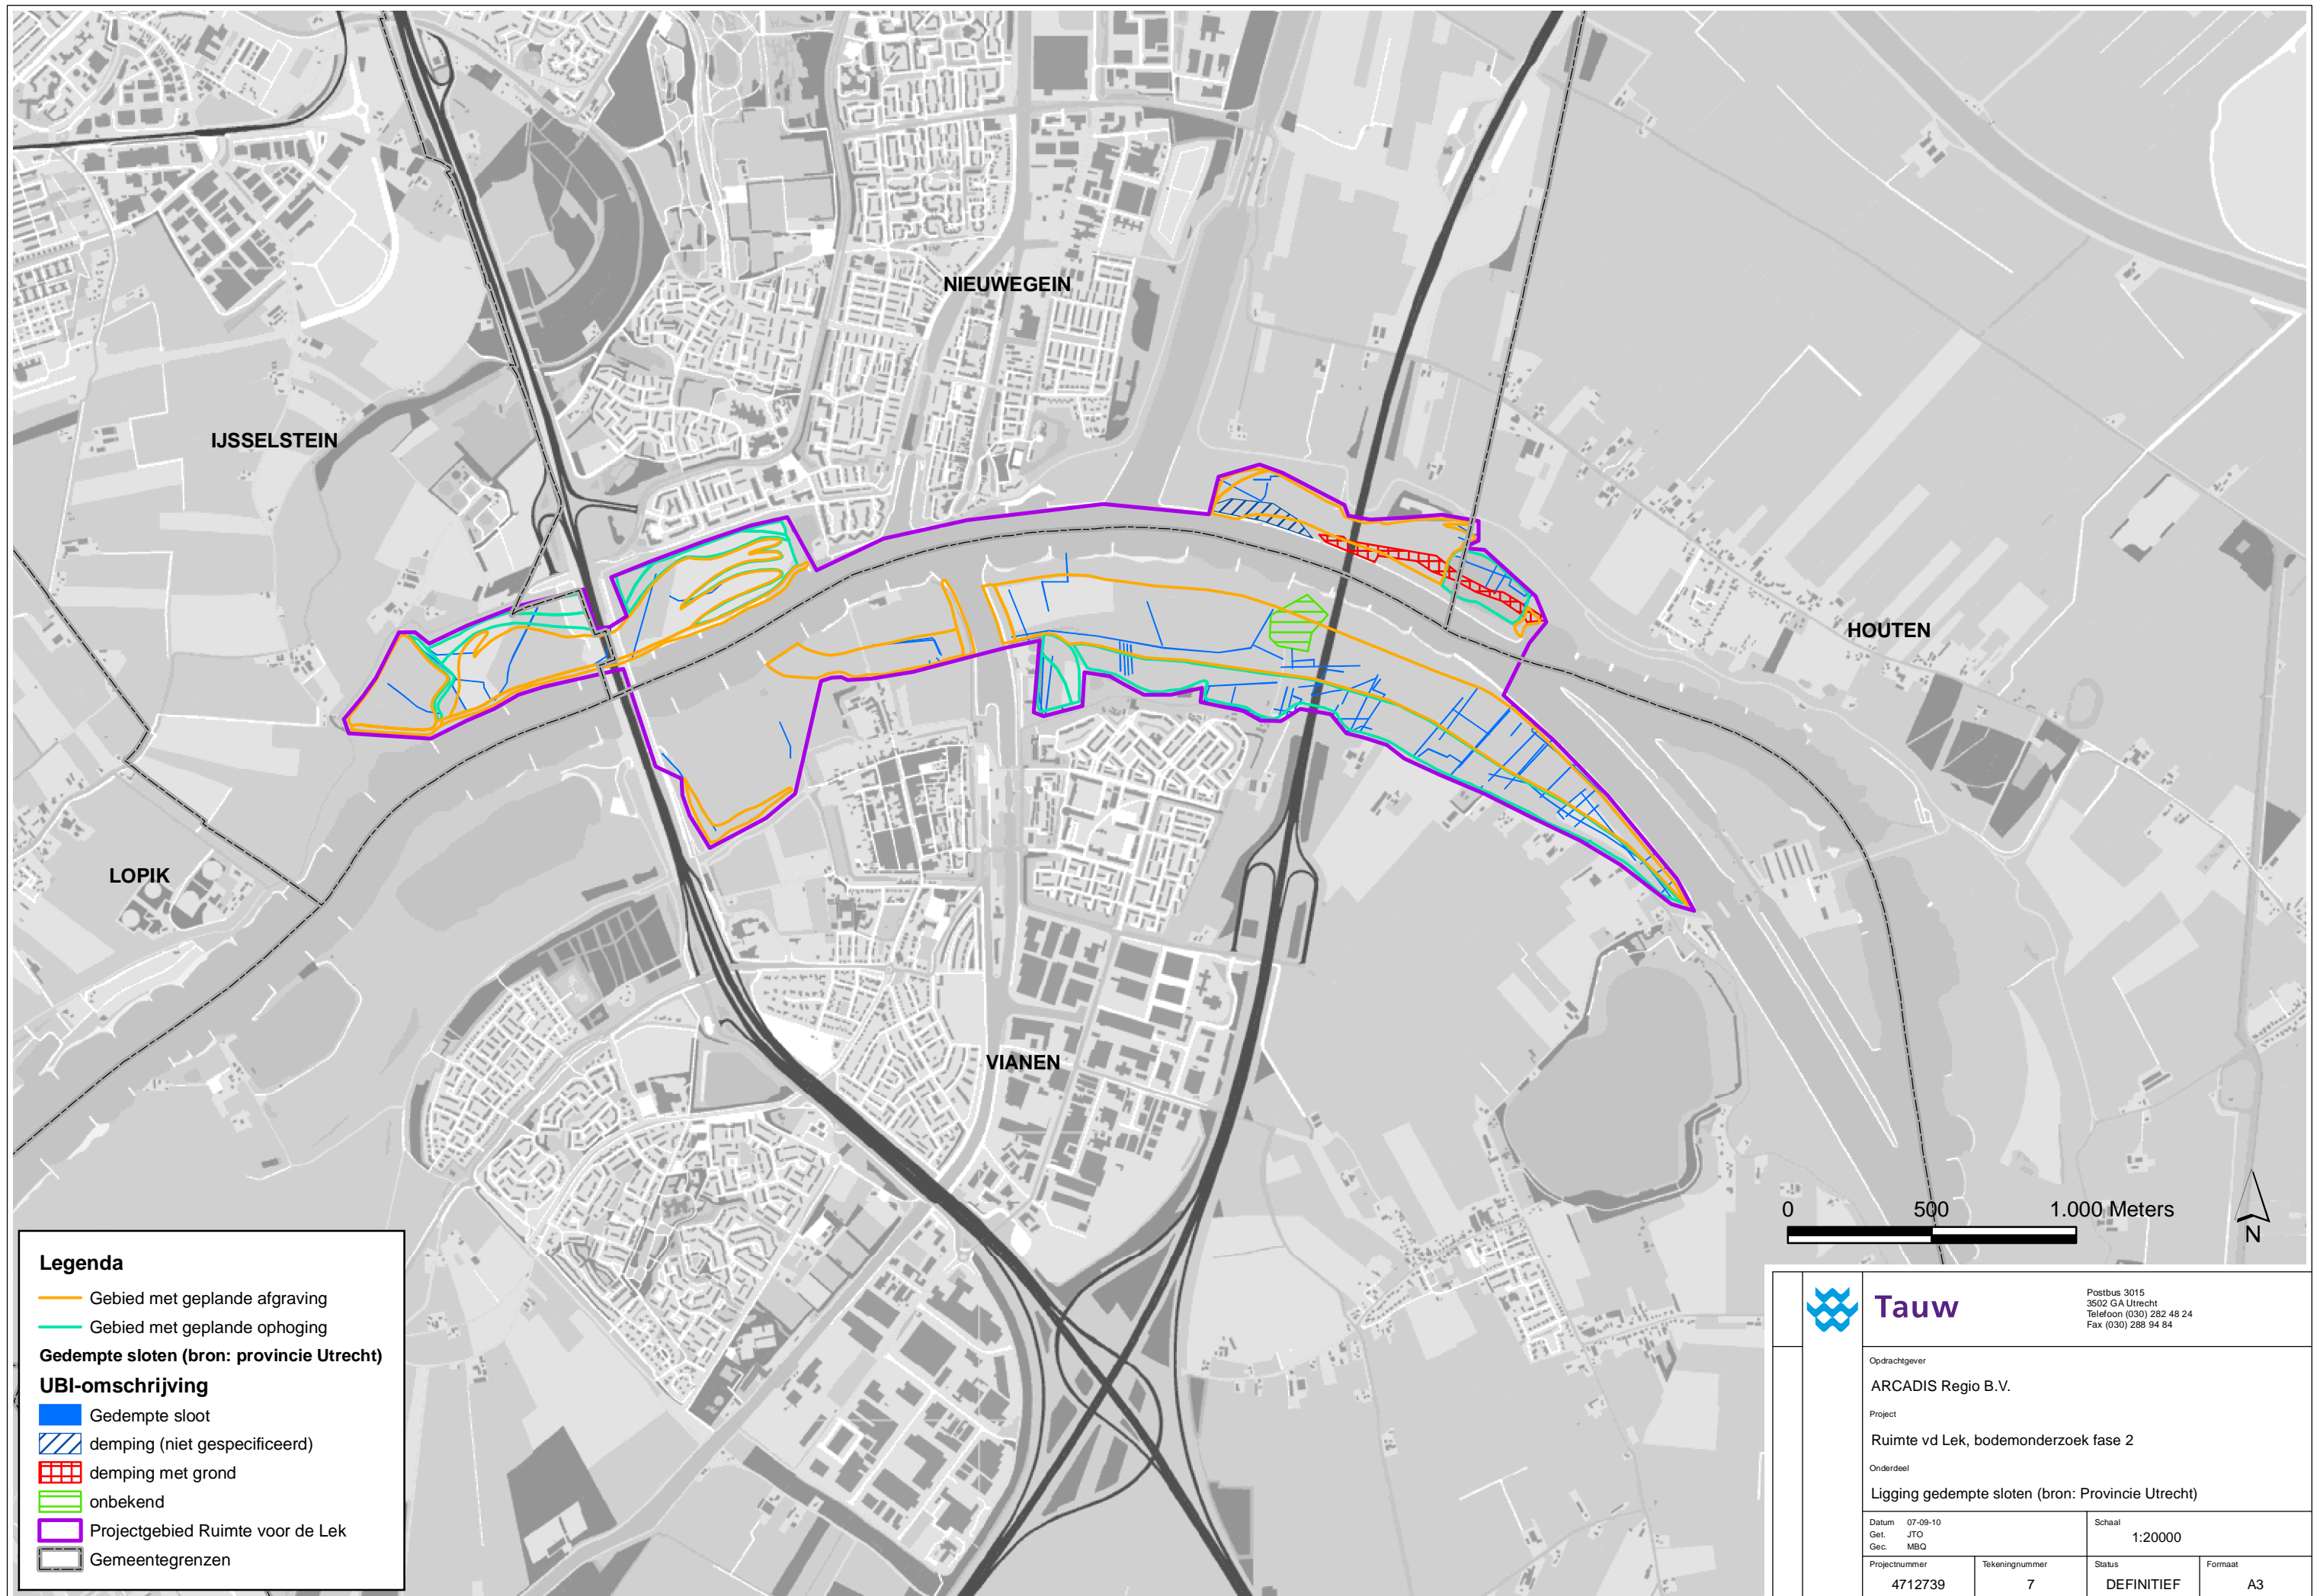 NIEUWEGEIN
IJSSELSTEIN
HOUTEN
LOPIK
VIANEN
0 500 1.000 Meters
N
Legenda
Gebied met geplande afgraving
Gebied met geplande ophoging
Gedempte sloten (bron: provincie Utrecht)
UBI-omschrijving
Gedempte sloot
demping (niet gespecificeerd)
demping met grond
onbekend
Projectgebied Ruimte voor de Lek
Gemeentegrenzen
Tauw
Postbus 3015
3502 GA Utrecht
Telefoon (030) 282 48 24
Fax (030) 288 94 84
Opdrachtgever
ARCADIS Regio B.V.
Project
Ruimte vd Lek, bodemonderzoek fase 2
Onderdeel
Ligging gedempte sloten (bron: Provincie Utrecht)
Datum 07-09-10
Get. JTO
Gec. MBQ
Schaal
1:20000
Projectnummer
4712739
Tekeningnummer
7
Status
DEFINITIEF
Formaat
A3